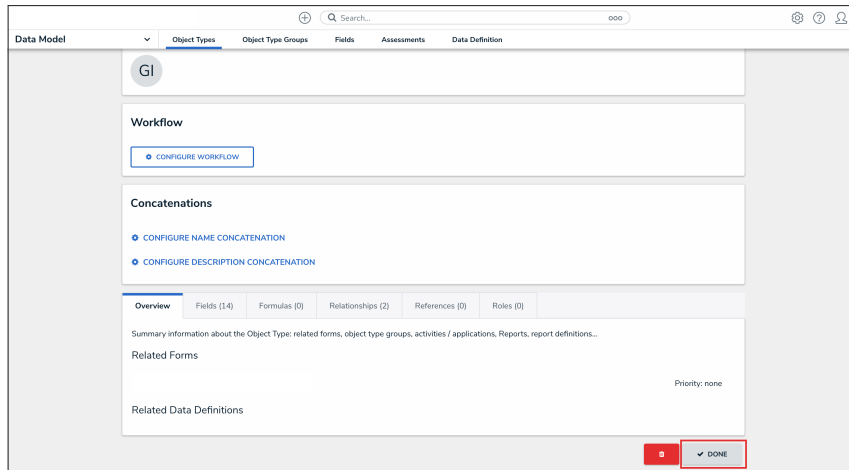 Search...
Data Model
Object Types Object Type Groups Fields Assessments Data Definition
GI
Workflow
CONFIGURE WORKFLOW
Concatenations
CONFIGURE NAME CONCATENATION
CONFIGURE DESCRIPTION CONCATENATION
Overview Fields (14) Formulas (0) Relationships (2) References (0) Roles (0)
Summary information about the Object Type: related forms, object type groups, activities / applications, Reports, report definitions...
Related Forms
Priority: none
Related Data Definitions
DONE